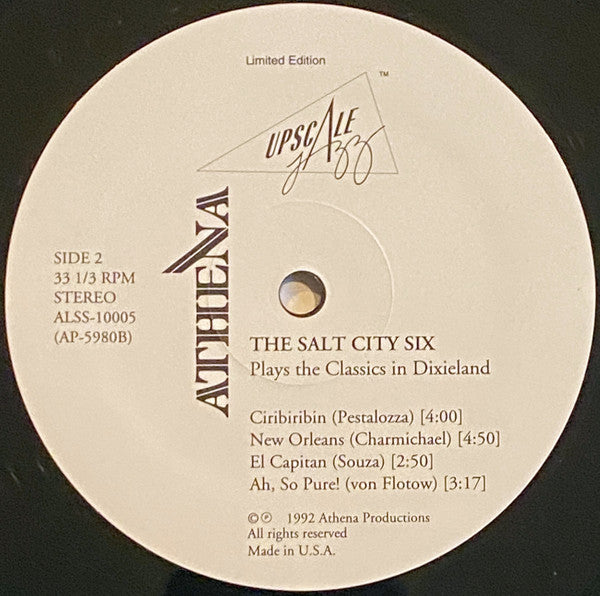 Limited Edition
TM
UPSCALE
jAzz
ATHENA
SIDE 2
33 1/3 RPM
STEREO
ALSS-10005
(AP-5980B)
THE SALT CITY SIX
Plays the Classics in Dixieland
Ciribiribin (Pestalozza) [4:00]
New Orleans (Charmichael) [4:50]
El Capitan (Souza) [2:50]
Ah, So Pure! (von Flotow) [3:17]
©℗ 1992 Athena Productions
All rights reserved
Made in U.S.A.